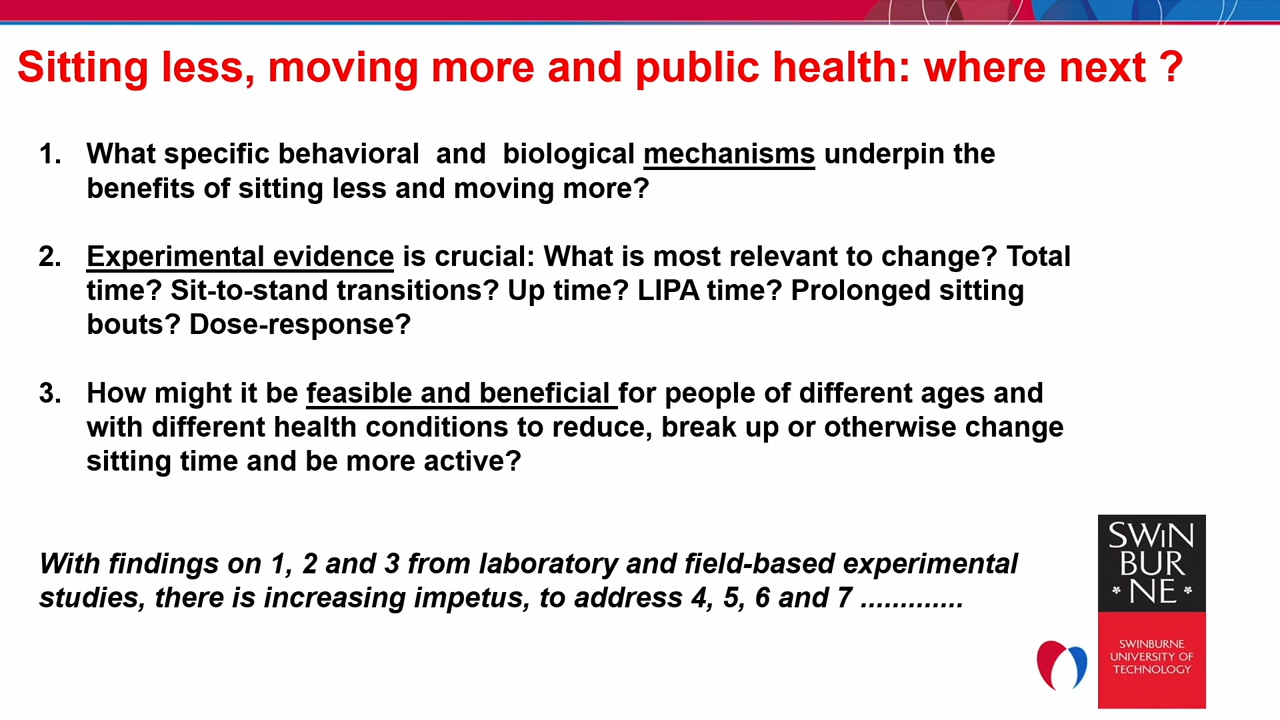 Sitting less, moving more and public health: where next ?
1. What specific behavioral and biological mechanisms underpin the
benefits of sitting less and moving more?
2. Experimental evidence is crucial: What is most relevant to change? Total
time? Sit-to-stand transitions? Up time? LIPA time? Prolonged sitting
bouts? Dose-response?
3. How might it be feasible and beneficial for people of different ages and
with different health conditions to reduce, break up or otherwise change
sitting time and be more active?
With findings on 1, 2 and 3 from laboratory and field-based experimental
studies, there is increasing impetus, to address 4, 5, 6 and 7 .............
SWIN
BUR
* NE *
SWINBURNE
UNIVERSITY OF
TECHNOLOGY